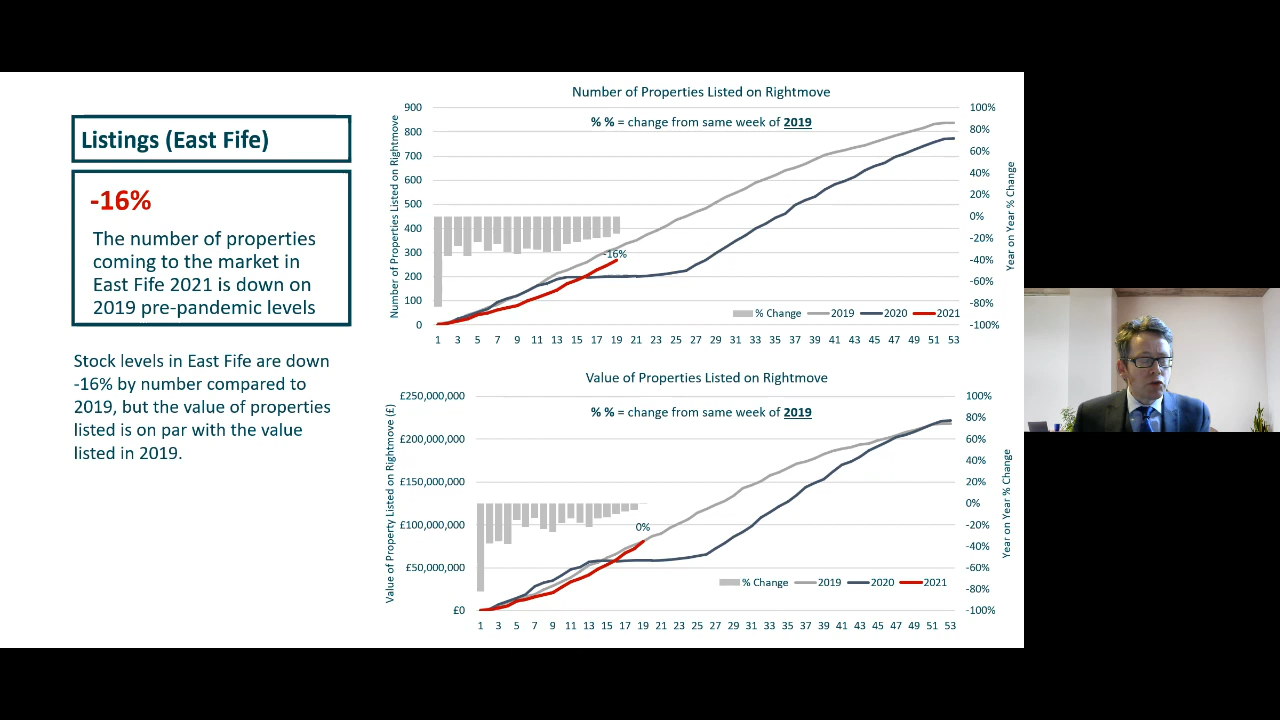 Listings (East Fife)
-16%
The number of properties
coming to the market in
East Fife 2021 is down on
2019 pre-pandemic levels
Stock levels in East Fife are down
-16% by number compared to
2019, but the value of properties
listed is on par with the value
listed in 2019.
Number of Properties Listed on Rightmove
% % = change from same week of 2019
Number of Properties Listed on Rightmove
900
800
700
600
500
400
300
200
100
0
100%
80%
60%
40%
20%
0%
-20%
-40%
-60%
-80%
-100%
Year on Year % Change
-16%
% Change 2019 2020 2021
1 3 5 7 9 11 13 15 17 19 21 23 25 27 29 31 33 35 37 39 41 43 45 47 49 51 53
Value of Properties Listed on Rightmove
% % = change from same week of 2019
Value of Property Listed on Rightmove (£)
£250,000,000
£200,000,000
£150,000,000
£100,000,000
£50,000,000
£0
100%
80%
60%
40%
20%
0%
-20%
-40%
-60%
-80%
-100%
Year on Year % Change
0%
% Change 2019 2020 2021
1 3 5 7 9 11 13 15 17 19 21 23 25 27 29 31 33 35 37 39 41 43 45 47 49 51 53